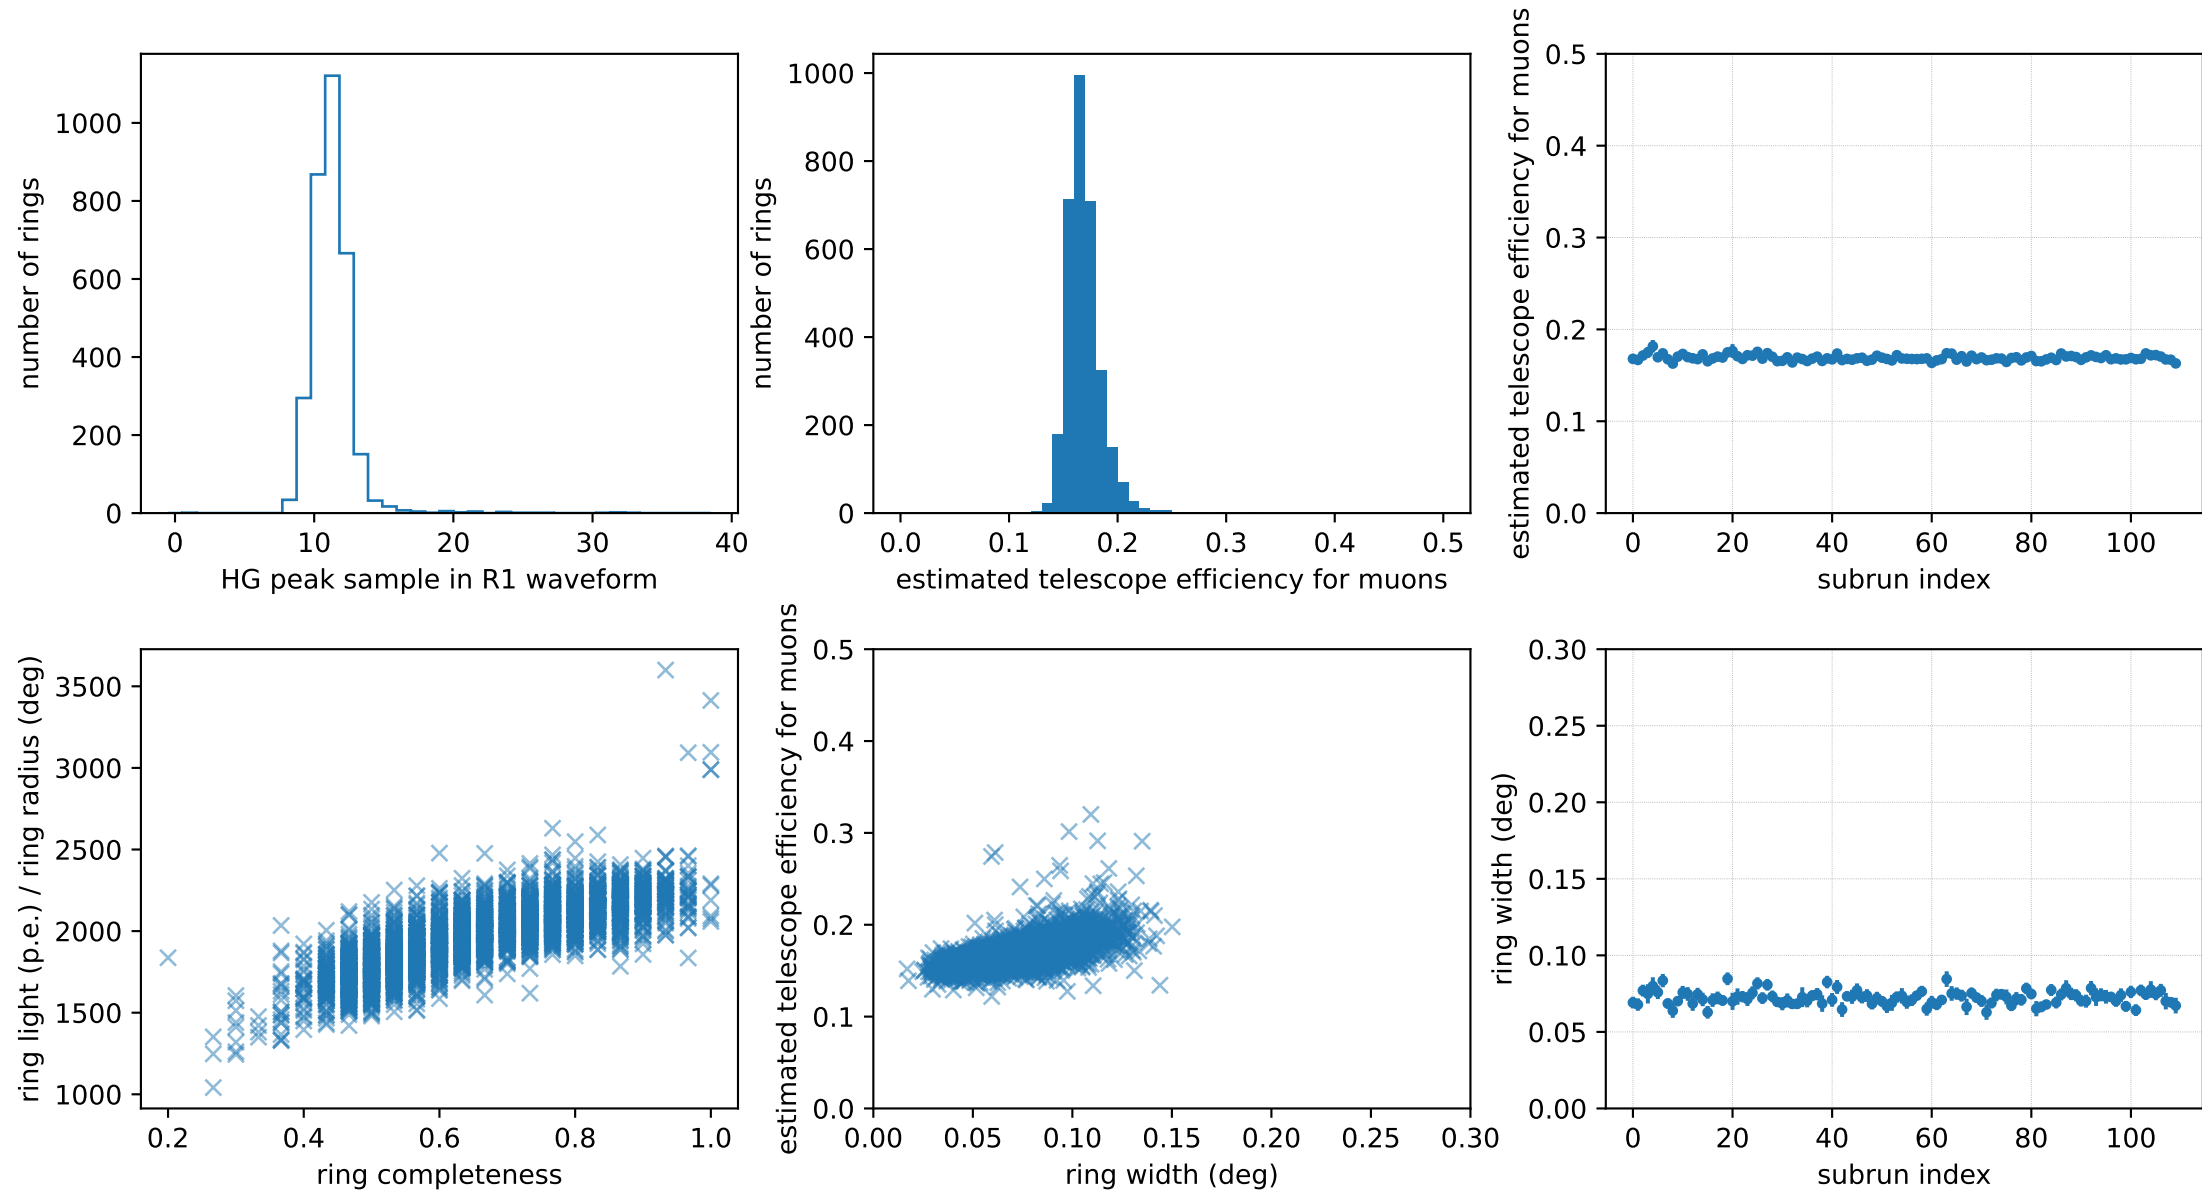 number of rings
1000
800
600
400
200
0
0 10 20 30 40
HG peak sample in R1 waveform
number of rings
1000
800
600
400
200
0
0.0 0.1 0.2 0.3 0.4 0.5
estimated telescope efficiency for muons
estimated telescope efficiency for muons
0.5
0.4
0.3
0.2
0.1
0.0
0 20 40 60 80 100
subrun index
ring light (p.e.) / ring radius (deg)
3500
3000
2500
2000
1500
1000
0.2 0.4 0.6 0.8 1.0
ring completeness
estimated telescope efficiency for muons
0.5
0.4
0.3
0.2
0.1
0.0
0.00 0.05 0.10 0.15 0.20 0.25 0.30
ring width (deg)
ring width (deg)
0.30
0.25
0.20
0.15
0.10
0.05
0.00
0 20 40 60 80 100
subrun index